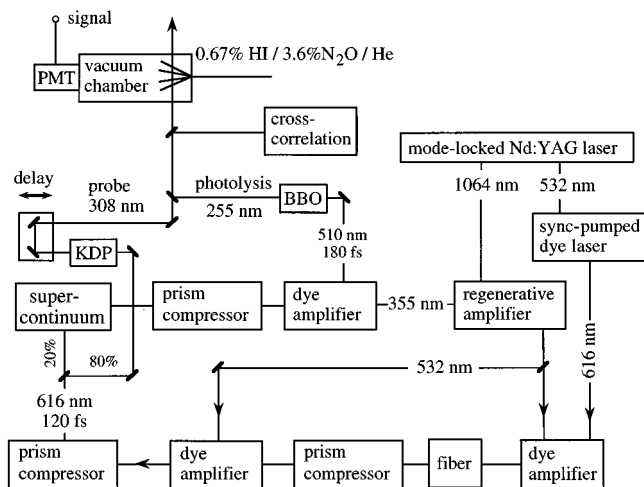 signal
0.67% HI / 3.6%N₂O / He
PMT
vacuum
chamber
cross-
correlation
mode-locked Nd:YAG laser
delay
probe
308 nm
photolysis
255 nm
BBO
1064 nm
532 nm
sync-pumped
dye laser
KDP
510 nm
180 fs
super-
continuum
prism
compressor
dye
amplifier
355 nm
regenerative
amplifier
20%
80%
532 nm
616 nm
616 nm
120 fs
prism
compressor
dye
amplifier
prism
compressor
fiber
dye
amplifier